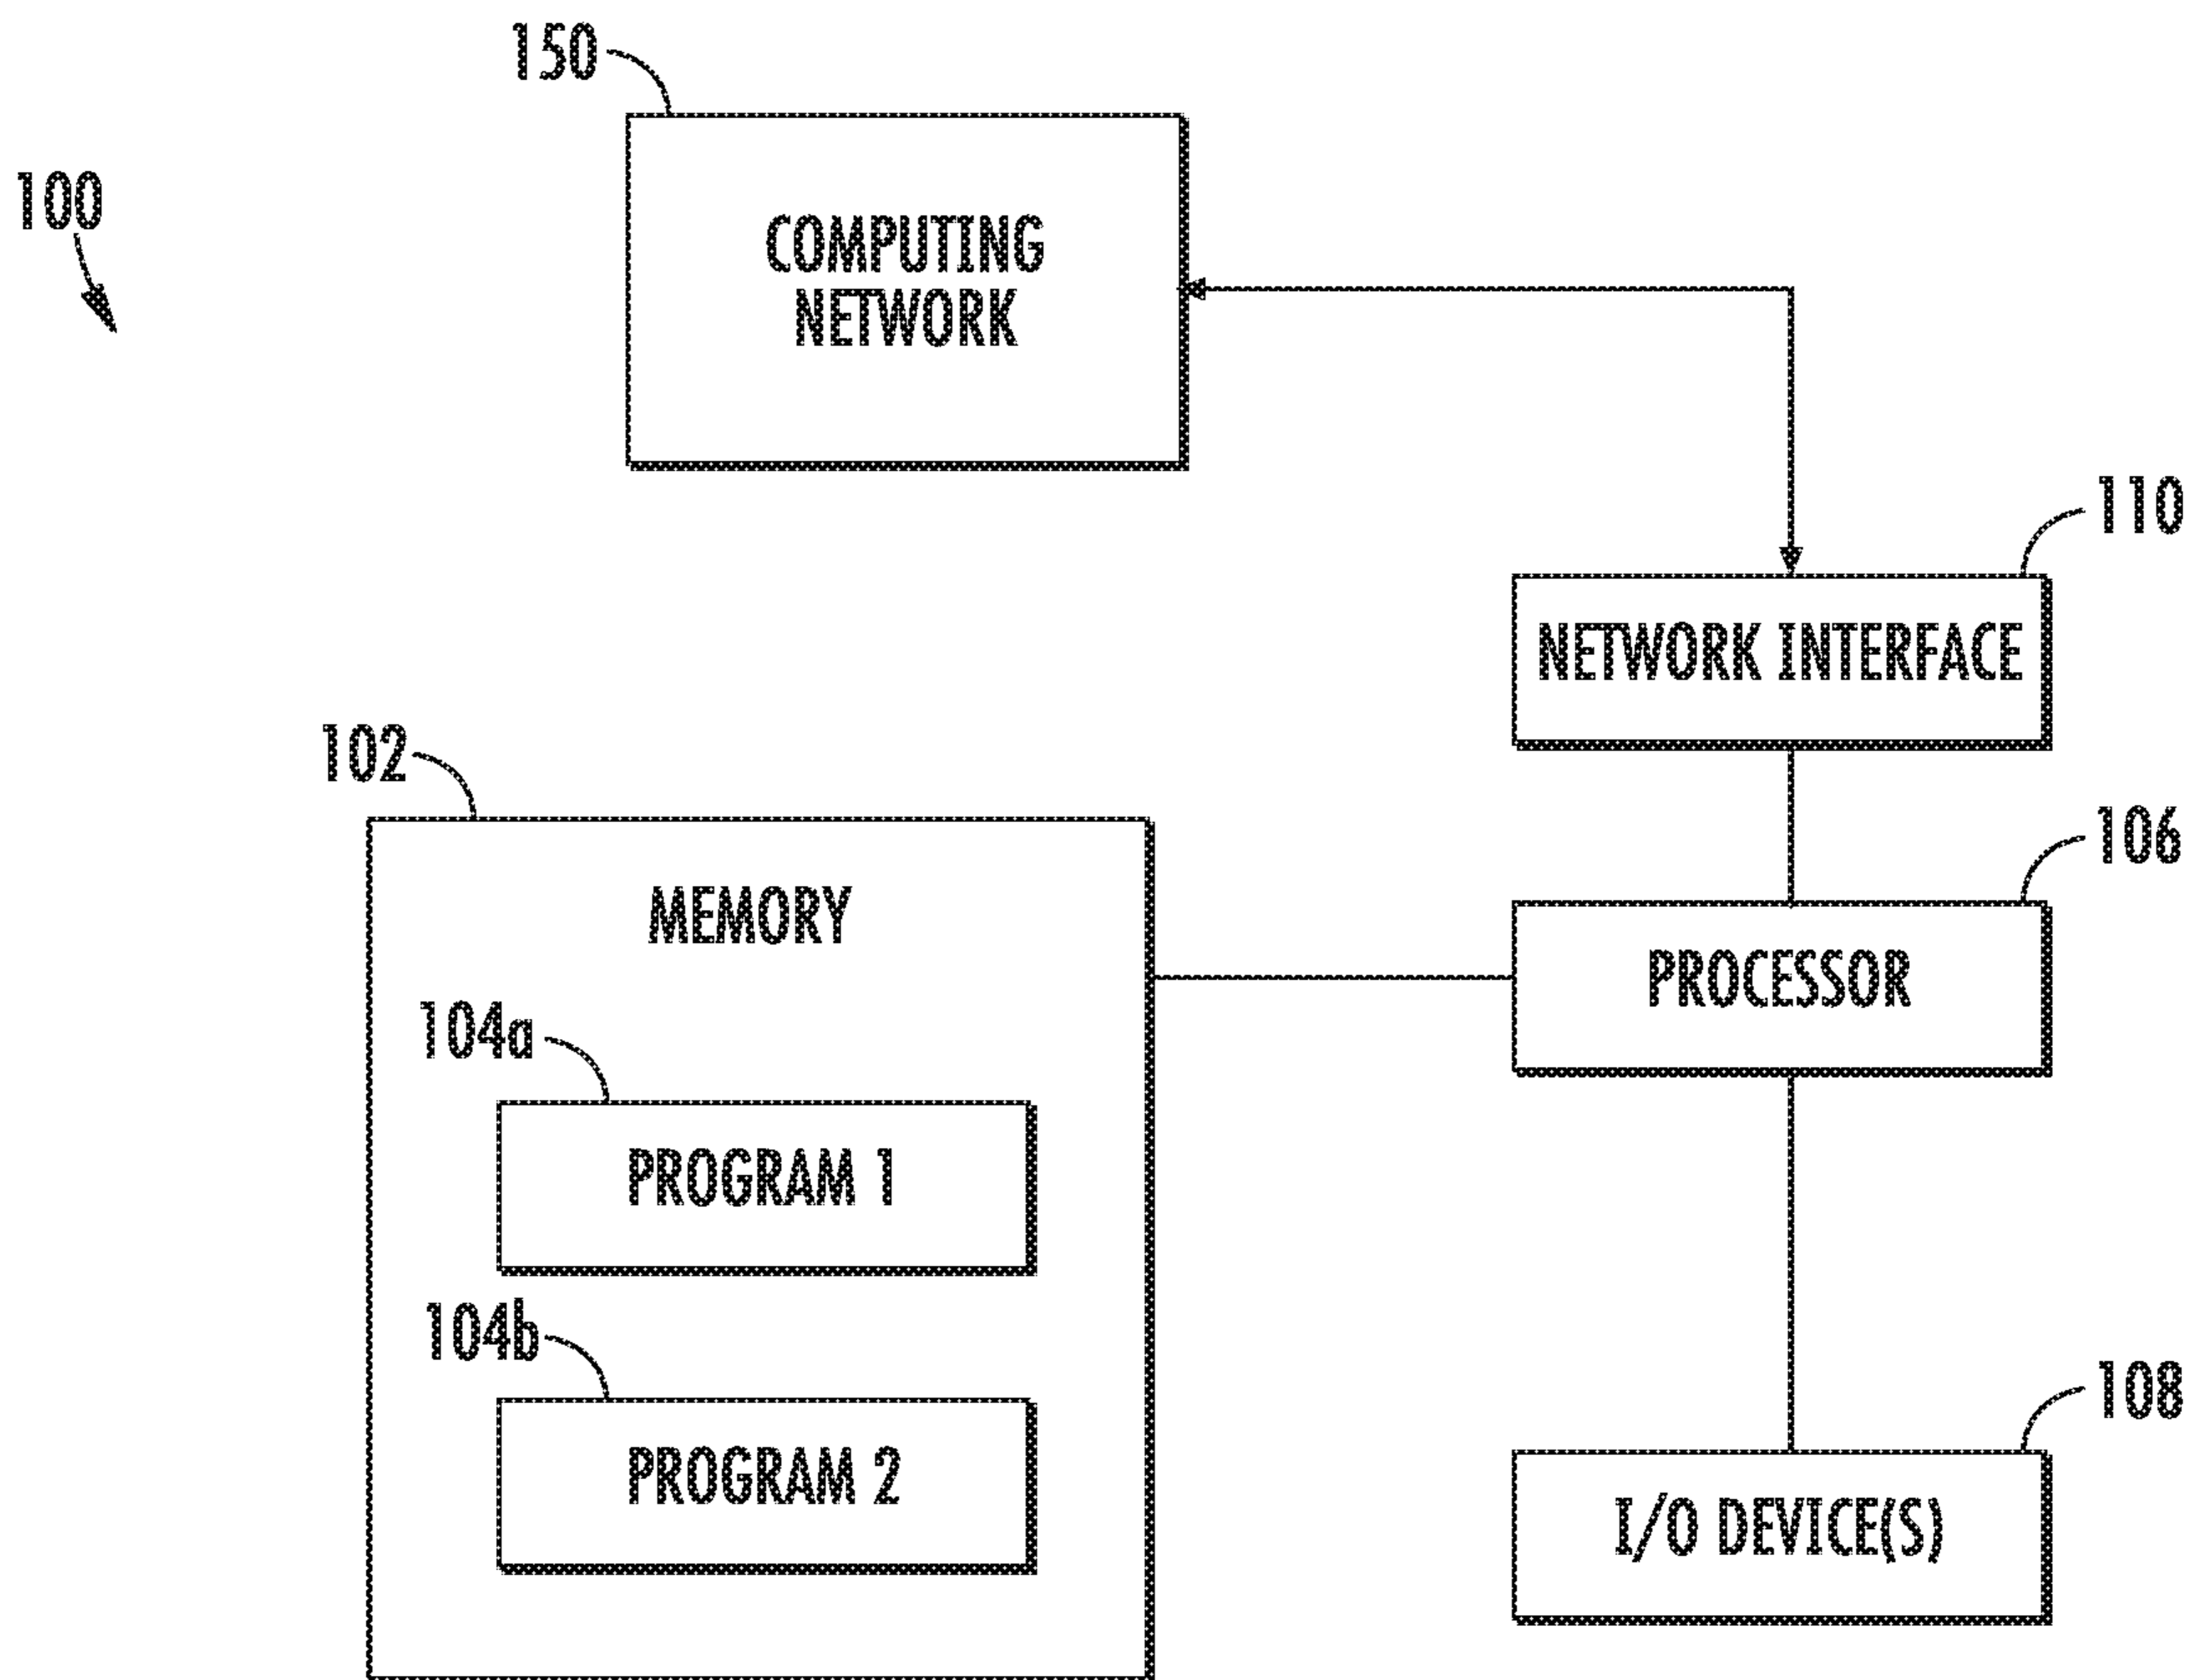 150
100
COMPUTING
NETWORK
110
NETWORK INTERFACE
102
106
MEMORY
PROCESSOR
104a
PROGRAM 1
104b
108
PROGRAM 2
I/O DEVICE(S)